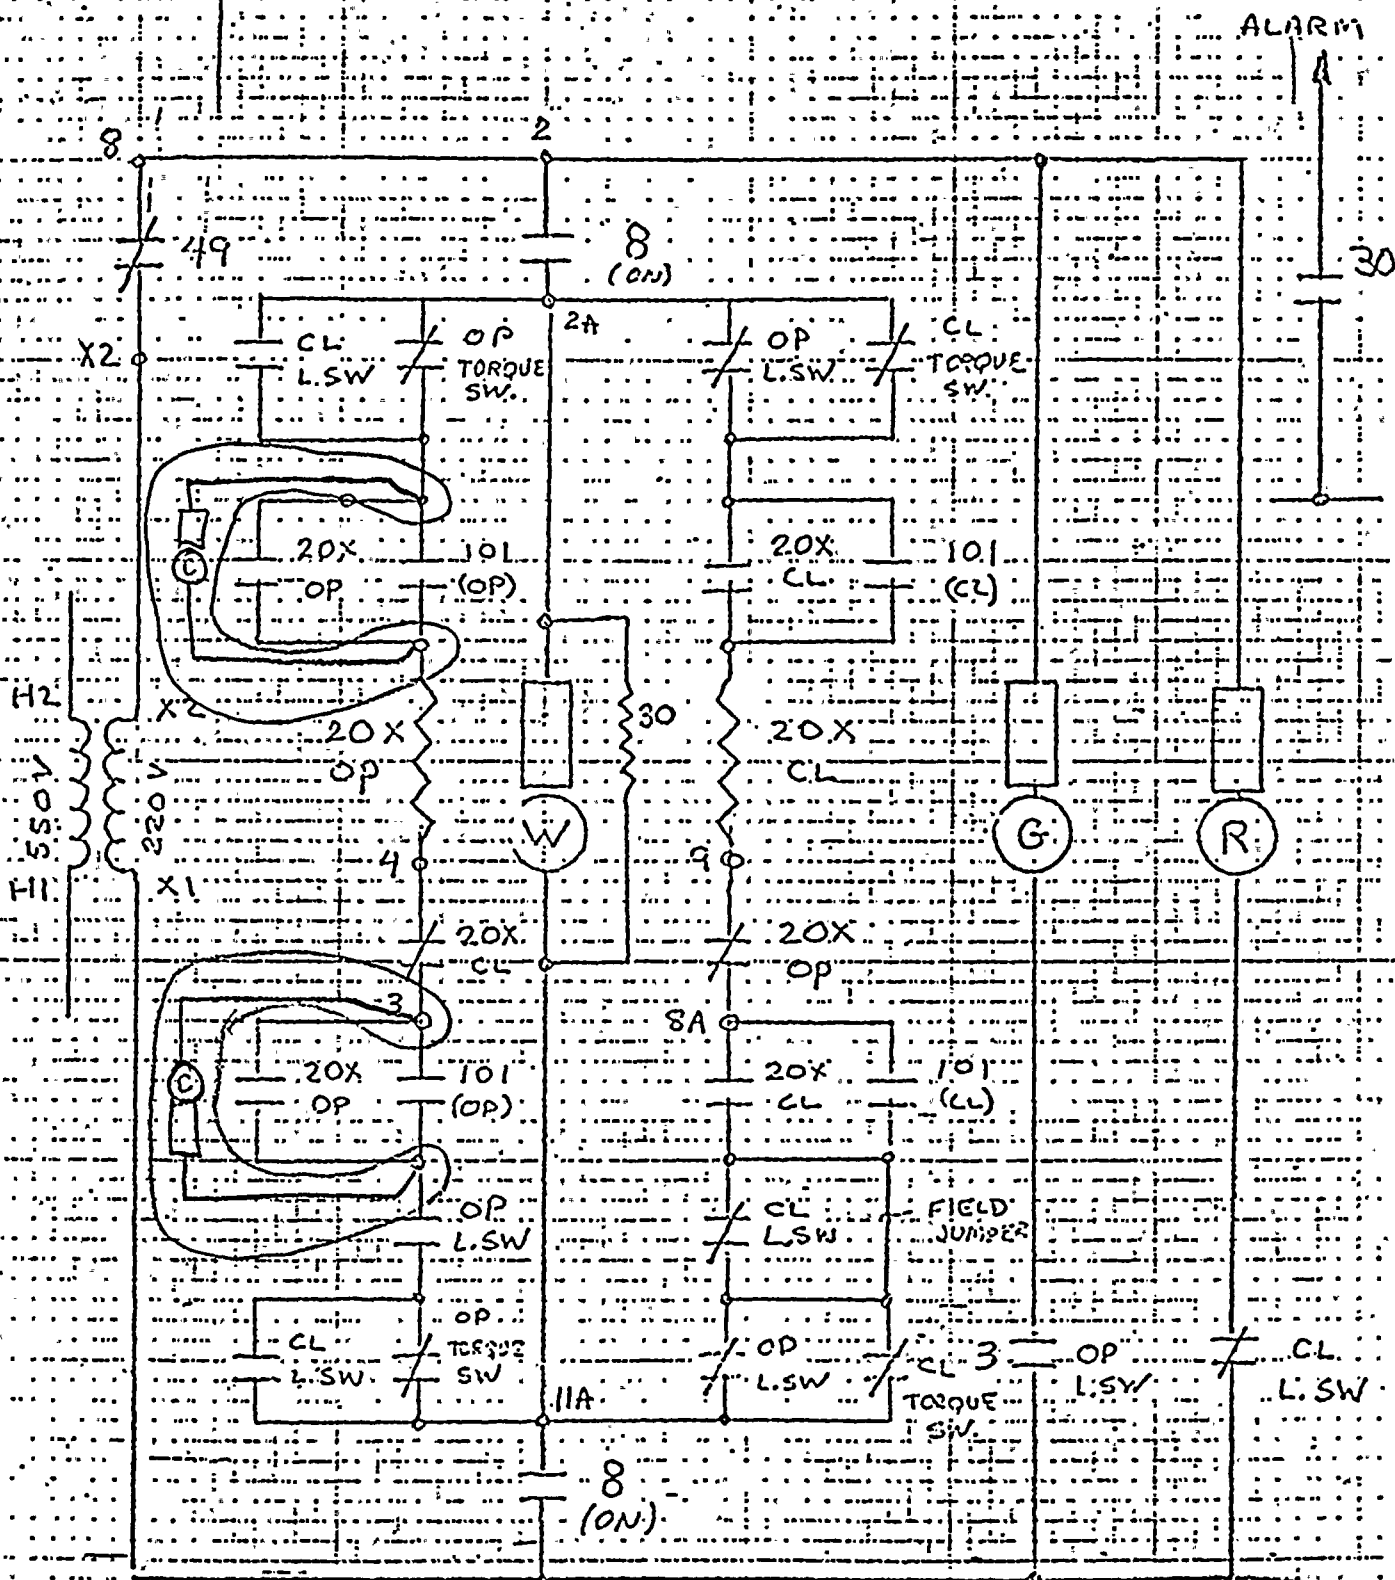 ALARM
8
2
49
8
(ON)
30
2A
X2
CL
L.SW
OP
TORQUE
SW.
OP
L.SW
CL
TORQUE
SW.
C
20X
OP
101
(OP)
20X
CL
101
(CL)
H2
X2
550V
220V
H1
X1
20X
OP
30
20X
CL
W
G
R
4
9
20X
CL
20X
OP
3
8A
C
20X
OP
101
(OP)
20X
CL
101
(CL)
OP
L.SW
CL
L.SW
FIELD
JUMPER
CL
L.SW
OP
TORQUE
SW
OP
L.SW
CL
TORQUE
SW.
3
OP
L.SW
CL
L.SW
11A
8
(ON)